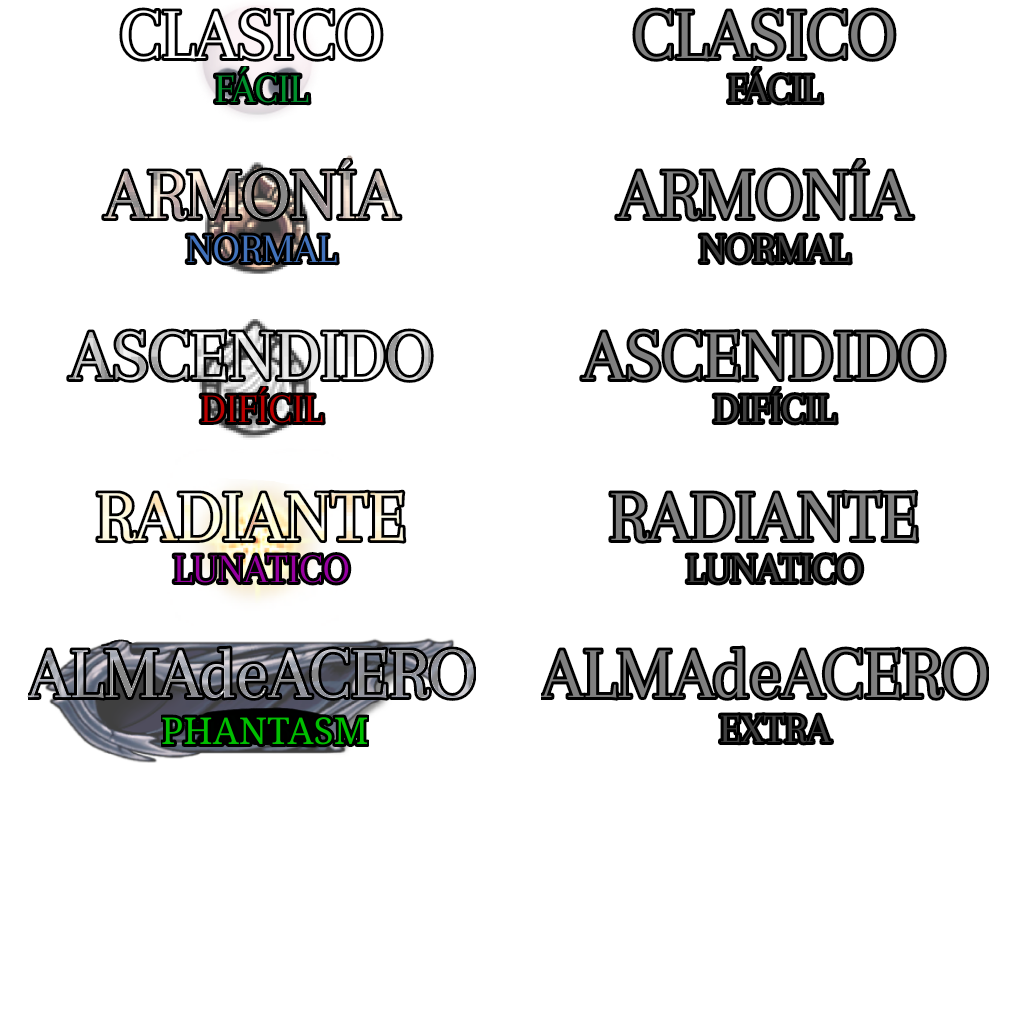 CLASICO
FÁCIL
CLASICO
FÁCIL
ARMONÍA
NORMAL
ARMONÍA
NORMAL
ASCENDIDO
DIFÍCIL
ASCENDIDO
DIFÍCIL
RADIANTE
LUNATICO
RADIANTE
LUNATICO
ALMAdeACERO
PHANTASM
ALMAdeACERO
EXTRA